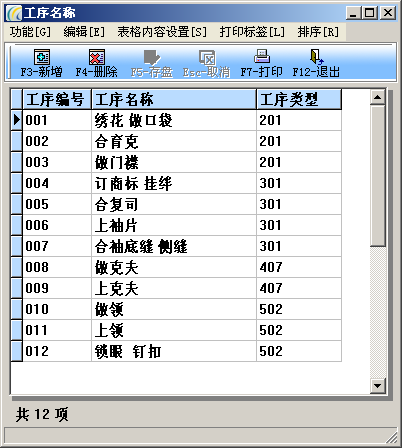 工序名称
功能[G] 编辑[E] 表格内容设置[S] 打印标签[L] 排序[R]
F3-新增 F4-删除 F5-存盘 Esc-取消 F7-打印 F12-退出
工序编号 工序名称 工序类型
001 绣花 做口袋 201
002 合育克 201
003 做门襟 201
004 订商标 挂绊 301
005 合复司 301
006 上袖片 301
007 合袖底缝 侧缝 301
008 做克夫 407
009 上克夫 407
010 做领 502
011 上领 502
012 锁眼 钉扣 502
共 12 项